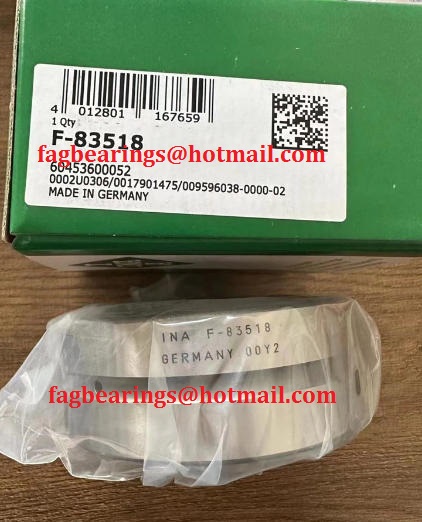 4 012801 167659
1 Qty
F-83518
fagbearings@hotmail.com
60453600052
0002U0306/0017901475/009596038-0000-02
MADE IN GERMANY
INA F-83518
GERMANY 00Y2
fagbearings@hotmail.com